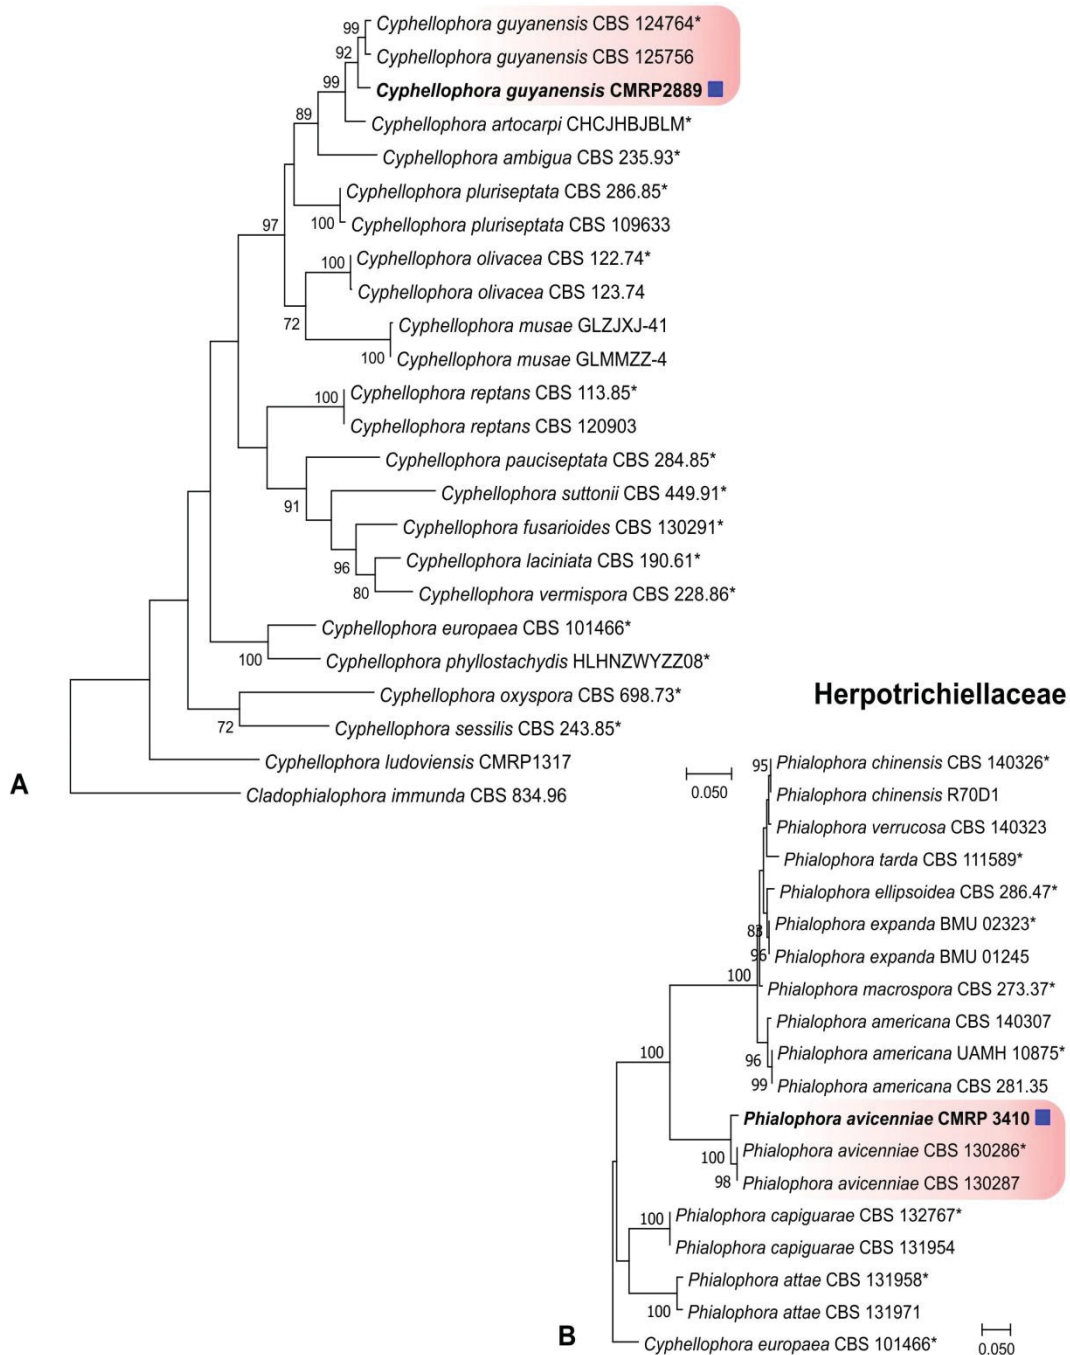 99
Cyphellophora guyanensis CBS 124764*
92
Cyphellophora guyanensis CBS 125756
99
Cyphellophora guyanensis CMRP2889
89
Cyphellophora artocarpi CHCJHBJBLM*
Cyphellophora ambigua CBS 235.93*
Cyphellophora pluriseptata CBS 286.85*
97
100
Cyphellophora pluriseptata CBS 109633
100
Cyphellophora olivacea CBS 122.74*
Cyphellophora olivacea CBS 123.74
72
Cyphellophora musae GLZJXJ-41
100
Cyphellophora musae GLMMZZ-4
100
Cyphellophora reptans CBS 113.85*
Cyphellophora reptans CBS 120903
Cyphellophora pauciseptata CBS 284.85*
91
Cyphellophora suttonii CBS 449.91*
Cyphellophora fusarioides CBS 130291*
96
Cyphellophora laciniata CBS 190.61*
80
Cyphellophora vermispora CBS 228.86*
Cyphellophora europaea CBS 101466*
100
Cyphellophora phyllostachydis HLHNZWYZZ08*
Cyphellophora oxyspora CBS 698.73*
72
Cyphellophora sessilis CBS 243.85*
Cyphellophora ludoviensis CMRP1317
A
Cladophialophora immunda CBS 834.96
0.050
Herpotrichiellaceae
95
Phialophora chinensis CBS 140326*
Phialophora chinensis R70D1
Phialophora verrucosa CBS 140323
Phialophora tarda CBS 111589*
Phialophora ellipsoidea CBS 286.47*
Phialophora expanda BMU 02323*
96
Phialophora expanda BMU 01245
100
Phialophora macrospora CBS 273.37*
Phialophora americana CBS 140307
100
96
Phialophora americana UAMH 10875*
99
Phialophora americana CBS 281.35
Phialophora avicenniae CMRP 3410
100
Phialophora avicenniae CBS 130286*
98
Phialophora avicenniae CBS 130287
100
Phialophora capiguarae CBS 132767*
Phialophora capiguarae CBS 131954
Phialophora attae CBS 131958*
100
Phialophora attae CBS 131971
B
Cyphellophora europaea CBS 101466*
0.050